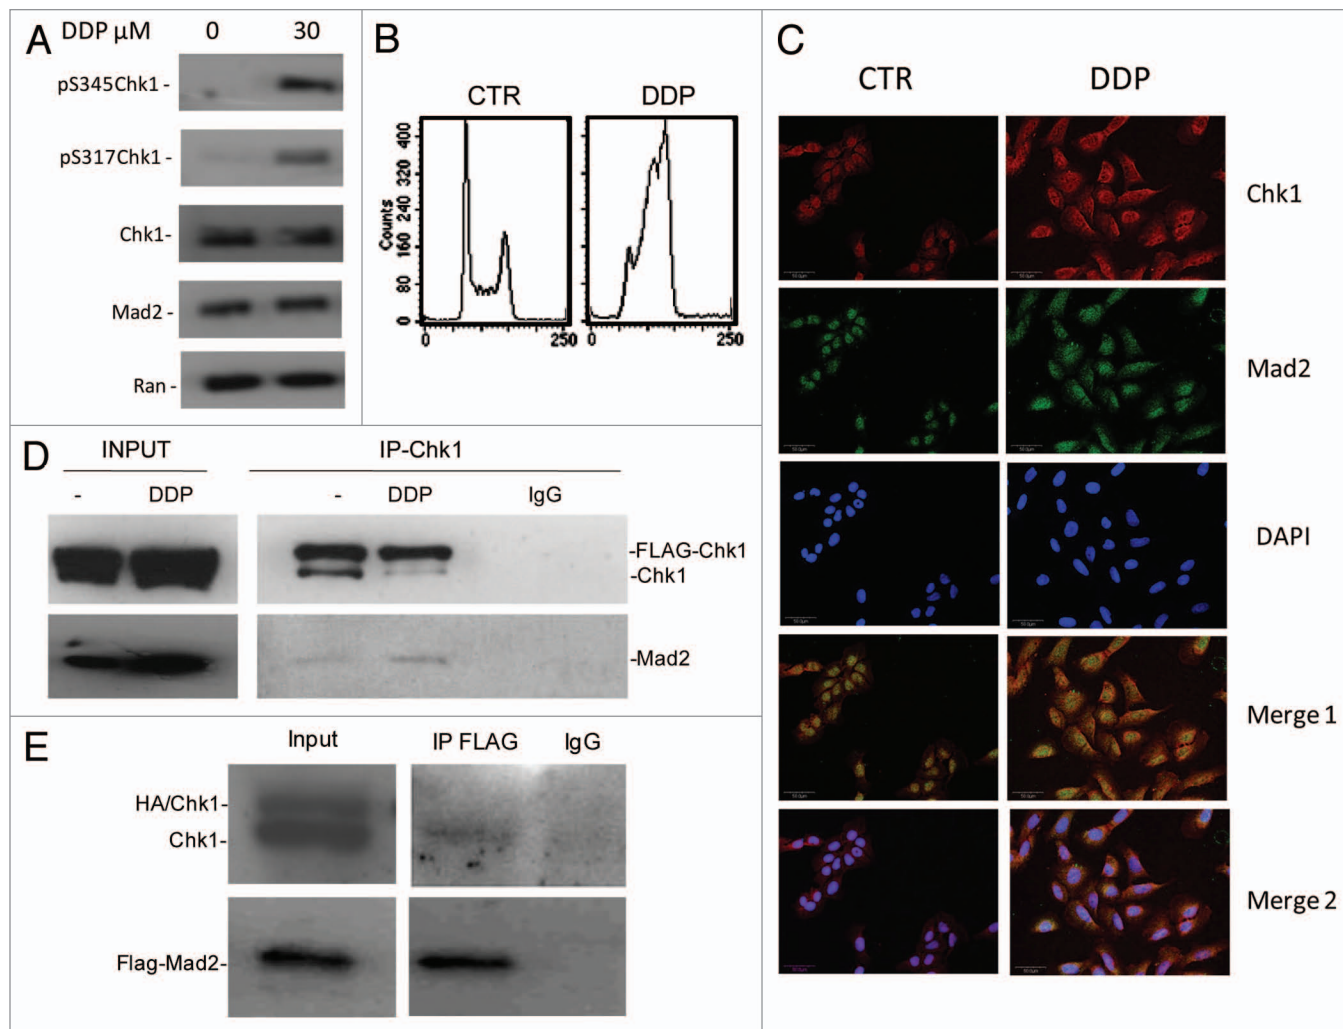 A
DDP μM 0 30
pS345Chk1 -
pS317Chk1 -
Chk1-
Mad2 -
Ran -
B
CTR DDP
Counts
400
320
240
160
80
0
0 250 0 250
C
CTR DDP
Chk1
Mad2
DAPI
Merge 1
Merge 2
D
INPUT IP-Chk1
- DDP - DDP IgG
-FLAG-Chk1
-Chk1
-Mad2
E
Input IP FLAG IgG
HA/Chk1-
Chk1-
Flag-Mad2-